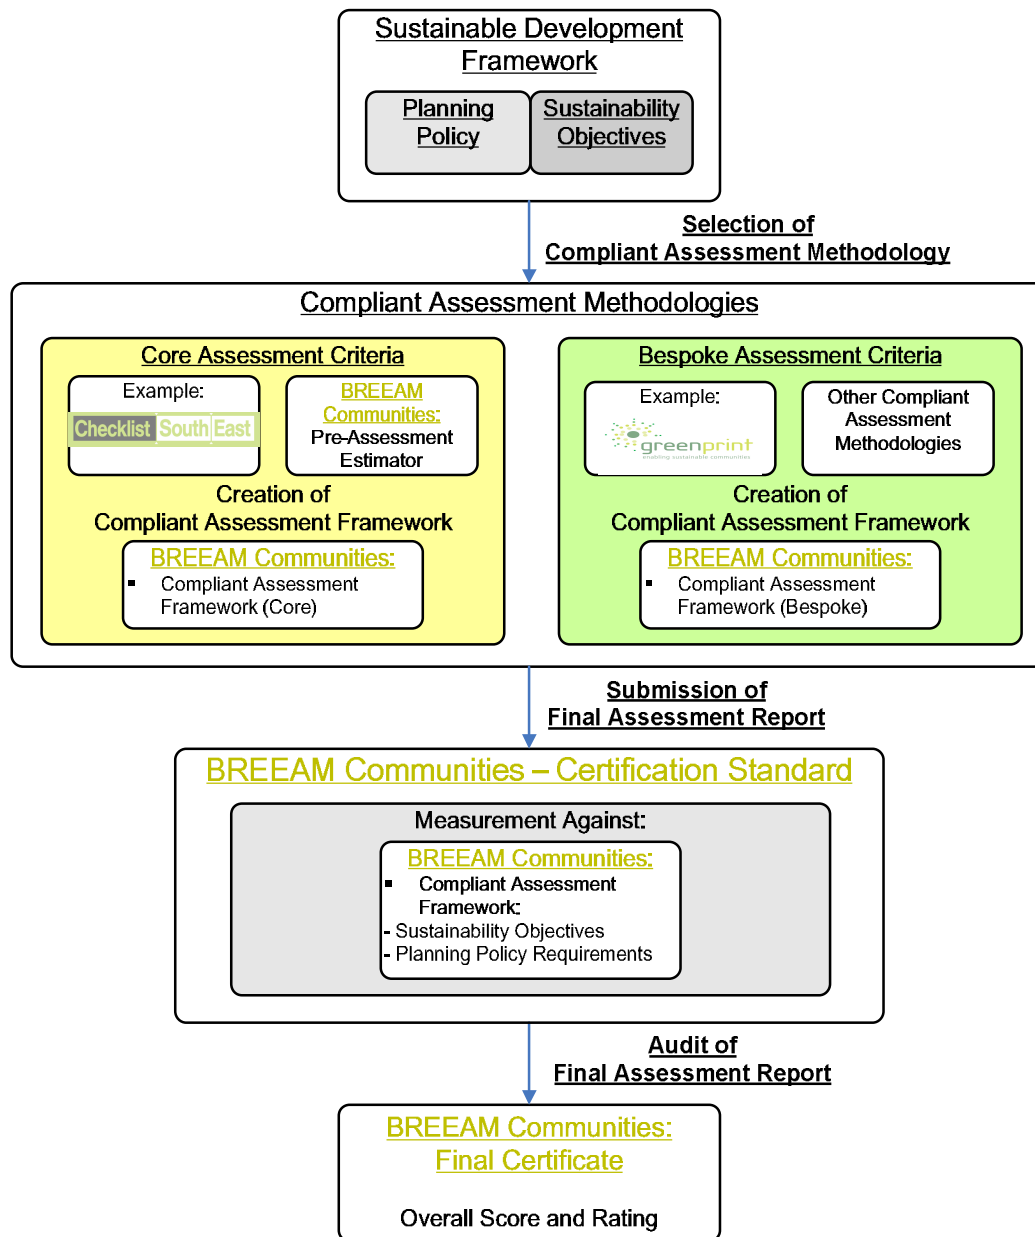 Sustainable Development
Framework
Planning
Policy
Sustainability
Objectives
Selection of
Compliant Assessment Methodology
Compliant Assessment Methodologies
Core Assessment Criteria
Example:
Checklist South East
BREEAM
Communities:
Pre-Assessment
Estimator
Creation of
Compliant Assessment Framework
BREEAM Communities:
▪ Compliant Assessment
Framework (Core)
Bespoke Assessment Criteria
Example:
greenprint
enabling sustainable communities
Other Compliant
Assessment
Methodologies
Creation of
Compliant Assessment Framework
BREEAM Communities:
▪ Compliant Assessment
Framework (Bespoke)
Submission of
Final Assessment Report
BREEAM Communities – Certification Standard
Measurement Against:
BREEAM Communities:
▪ Compliant Assessment
Framework:
- Sustainability Objectives
- Planning Policy Requirements
Audit of
Final Assessment Report
BREEAM Communities:
Final Certificate
Overall Score and Rating